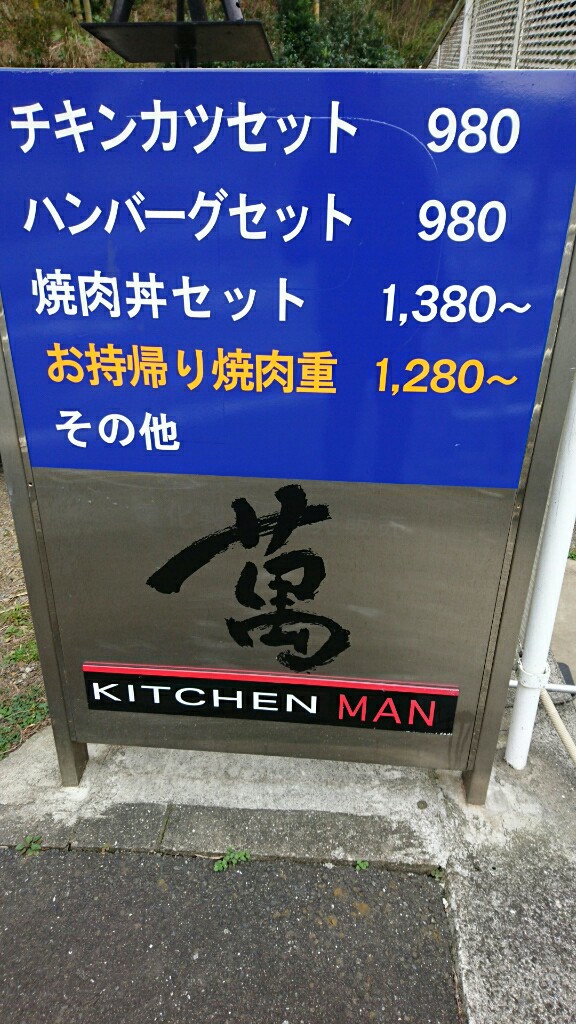 チキンカツセット 980
ハンバーグセット 980
焼肉丼セット 1,380~
お持帰り焼肉重 1,280~
その他
萬
KITCHEN MAN